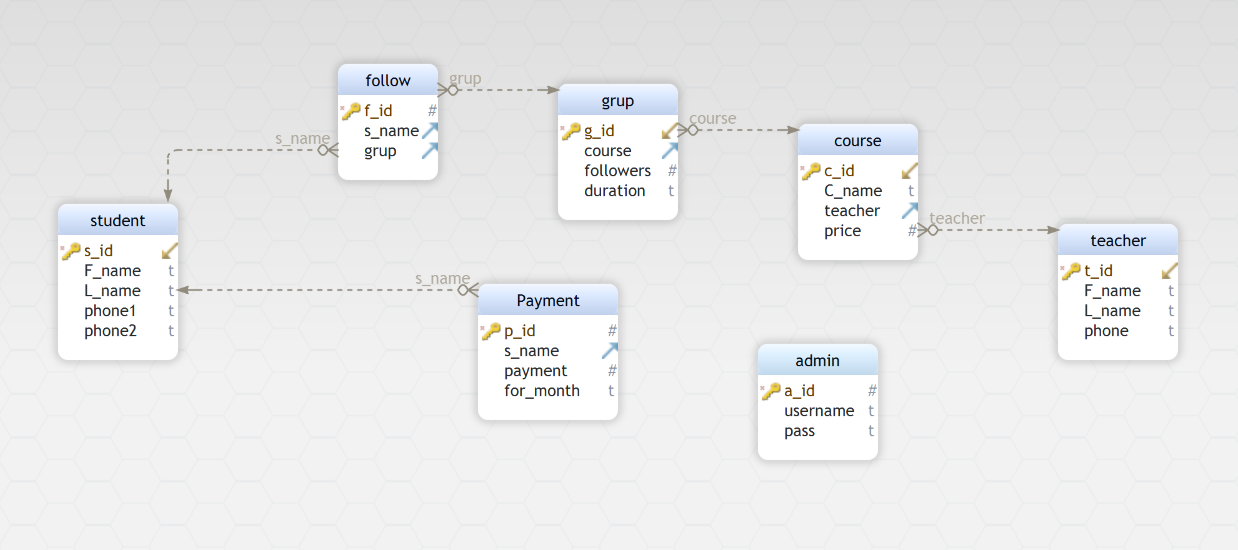 follow
f_id #
s_name
grup
grup
grup
g_id
course
followers #
duration t
course
course
c_id
C_name t
teacher
price #
teacher
teacher
t_id
F_name t
L_name t
phone t
s_name
student
s_id
F_name t
L_name t
phone1 t
phone2 t
s_name
Payment
p_id #
s_name
payment #
for_month t
admin
a_id #
username t
pass t